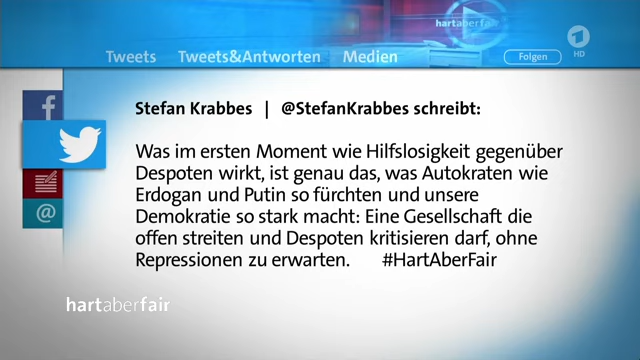 hartaberfair
Tweets Tweets&Antworten Medien Folgen
HD
Stefan Krabbes | @StefanKrabbes schreibt:
Was im ersten Moment wie Hilfslosigkeit gegenüber
Despoten wirkt, ist genau das, was Autokraten wie
Erdogan und Putin so fürchten und unsere
Demokratie so stark macht: Eine Gesellschaft die
offen streiten und Despoten kritisieren darf, ohne
Repressionen zu erwarten. #HartAberFair
hartaberfair